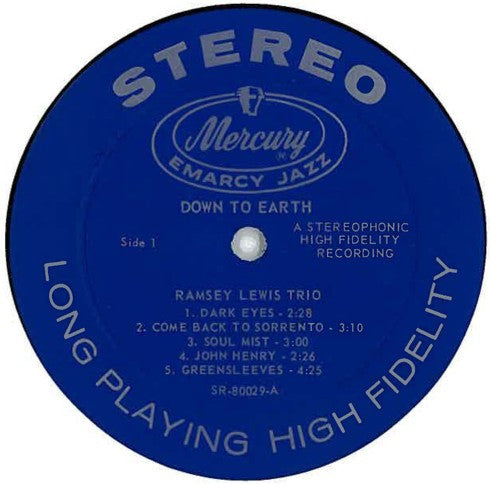 STEREO
Mercury
®
EMARCY JAZZ
DOWN TO EARTH
Side 1
A STEREOPHONIC
HIGH FIDELITY
RECORDING
RAMSEY LEWIS TRIO
1. DARK EYES - 2:28
2. COME BACK TO SORRENTO - 3:10
3. SOUL MIST - 3:00
4. JOHN HENRY - 2:26
5. GREENSLEEVES - 4:25
SR-80029-A
LONG PLAYING HIGH FIDELITY